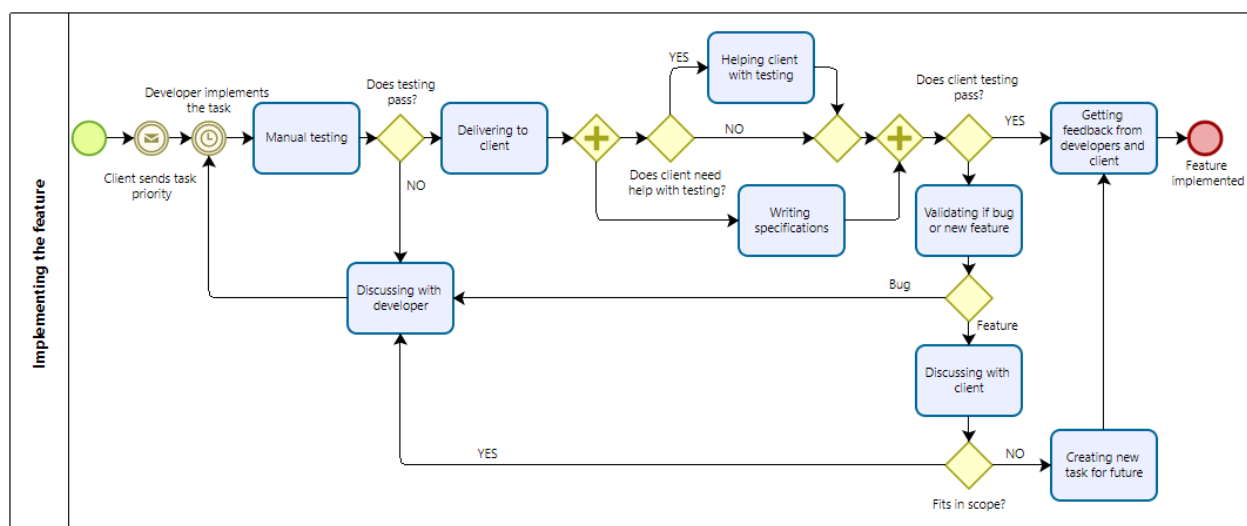 Implementing the feature
Client sends task
priority
Developer implements
the task
Manual testing
Does testing
pass?
NO
Delivering to
client
Does client need
help with testing?
YES
Helping client
with testing
NO
Writing
specifications
Does client testing
pass?
YES
Getting
feedback from
developers and
client
Feature
implemented
Validating if bug
or new feature
Bug
Discussing with
developer
Feature
Discussing with
client
YES
NO
Fits in scope?
Creating new
task for future